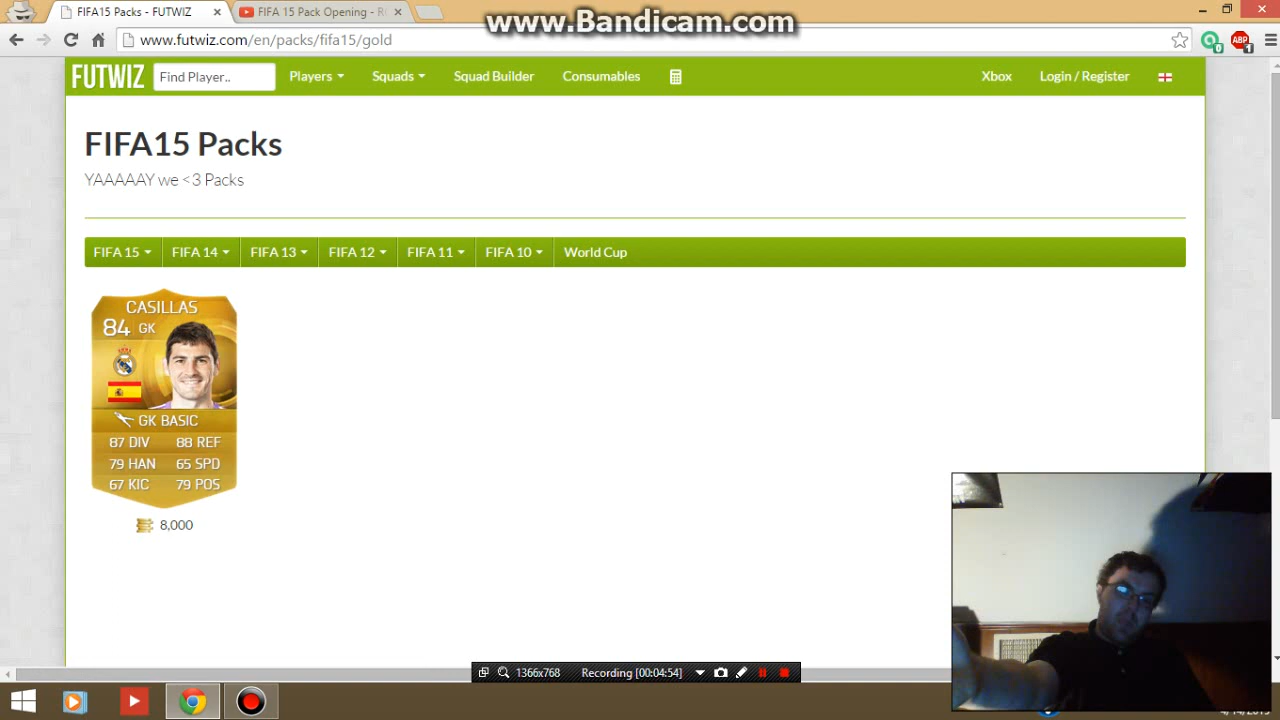 www.Bandicam.com
FIFA15 Packs - FUTWIZ
FIFA 15 Pack Opening -
www.futwiz.com/en/packs/fifa15/gold
ABP
FUTWIZ
Find Player..
Players
Squads
Squad Builder
Consumables
Xbox
Login / Register
FIFA15 Packs
YAAAAAY we <3 Packs
FIFA 15
FIFA 14
FIFA 13
FIFA 12
FIFA 11
FIFA 10
World Cup
CASILLAS
84 GK
GK BASIC
87 DIV 88 REF
79 HAN 65 SPD
67 KIC 79 POS
8,000
1366x768 Recording [00:04:54]